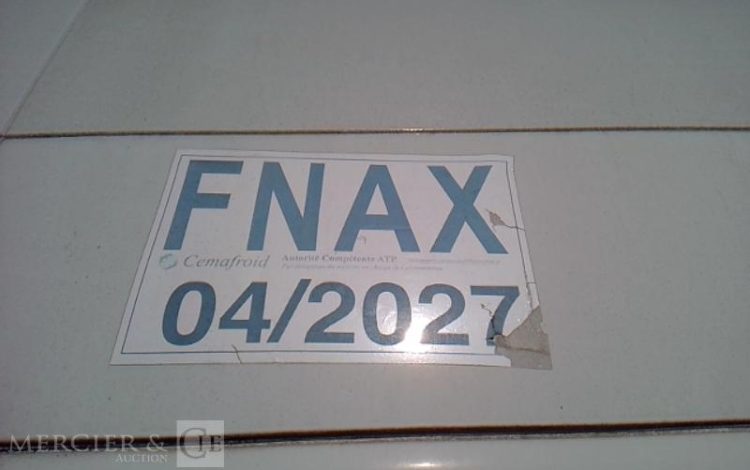 FNAX
Cemafroid Autorité Compétente ATP
04/2027
MERCIER & C
AUCTION